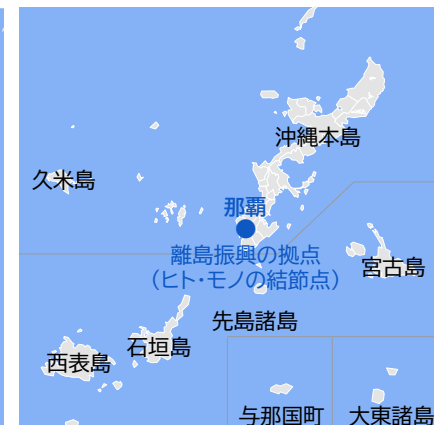 沖縄本島
久米島
那覇
離島振興の拠点
（ヒト・モノの結節点）
宮古島
先島諸島
石垣島
西表島
与那国町
大東諸島